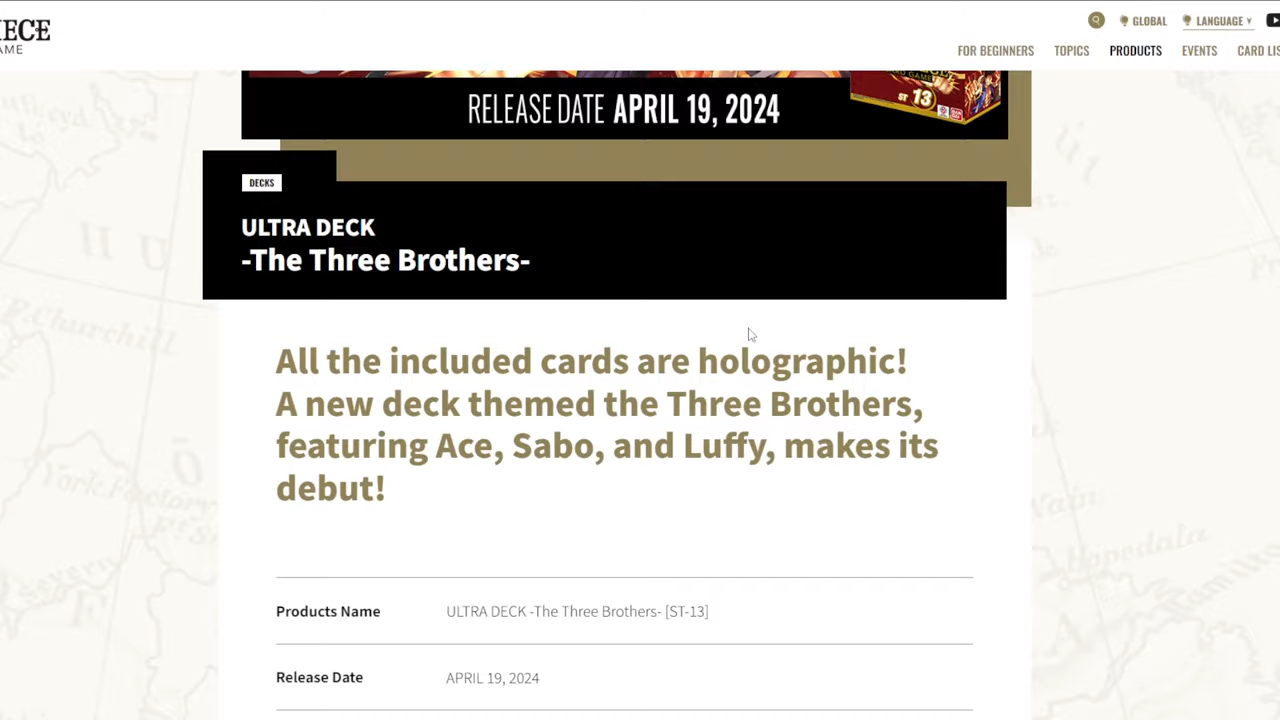 IECE
AME
GLOBAL
LANGUAGE
FOR BEGINNERS
TOPICS
PRODUCTS
EVENTS
CARD LIS
CARD GAME
ST 13
RELEASE DATE APRIL 19, 2024
DECKS
ULTRA DECK
-The Three Brothers-
All the included cards are holographic!
A new deck themed the Three Brothers,
featuring Ace, Sabo, and Luffy, makes its
debut!
Products Name ULTRA DECK -The Three Brothers- [ST-13]
Release Date APRIL 19, 2024